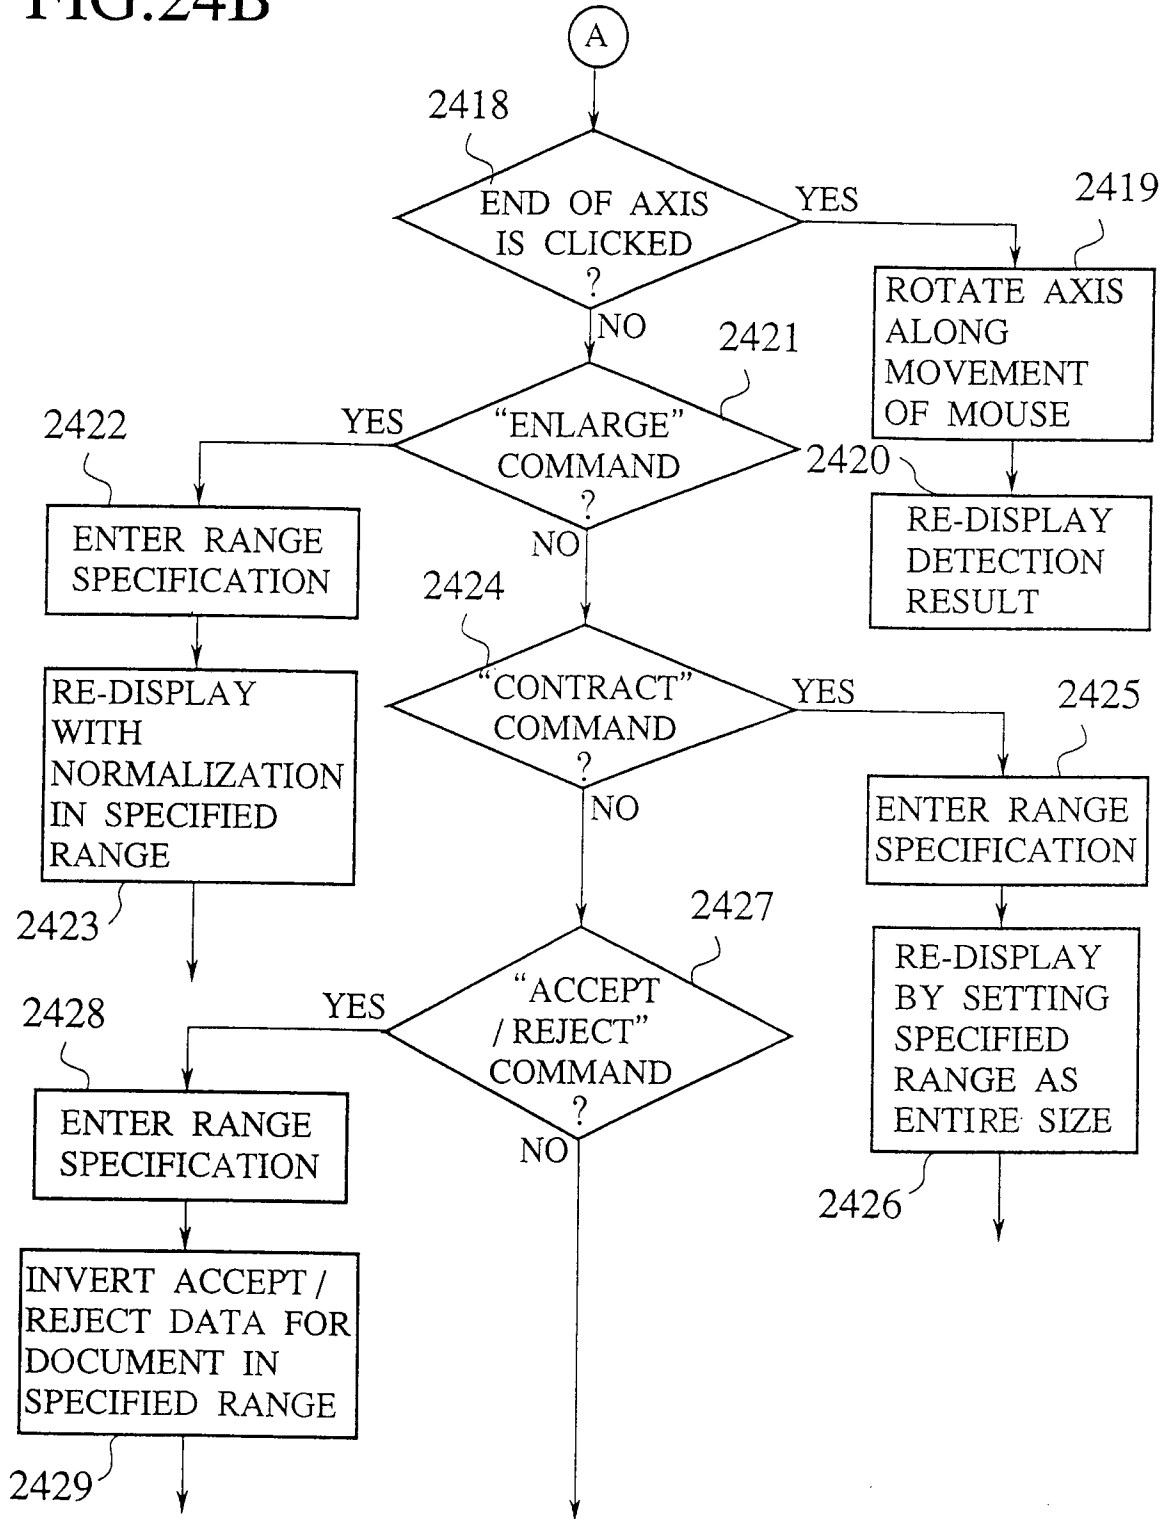 FIG.24B
A
2418
END OF AXIS
IS CLICKED
?
YES
2419
ROTATE AXIS
ALONG
MOVEMENT
OF MOUSE
NO
2421
"ENLARGE"
COMMAND
?
YES
2422
ENTER RANGE
SPECIFICATION
2420
RE-DISPLAY
DETECTION
RESULT
NO
2424
"CONTRACT"
COMMAND
?
YES
2425
RE-DISPLAY
WITH
NORMALIZATION
IN SPECIFIED
RANGE
2423
ENTER RANGE
SPECIFICATION
NO
2427
"ACCEPT
/ REJECT"
COMMAND
?
YES
2428
RE-DISPLAY
BY SETTING
SPECIFIED
RANGE AS
ENTIRE SIZE
2426
ENTER RANGE
SPECIFICATION
NO
INVERT ACCEPT /
REJECT DATA FOR
DOCUMENT IN
SPECIFIED RANGE
2429